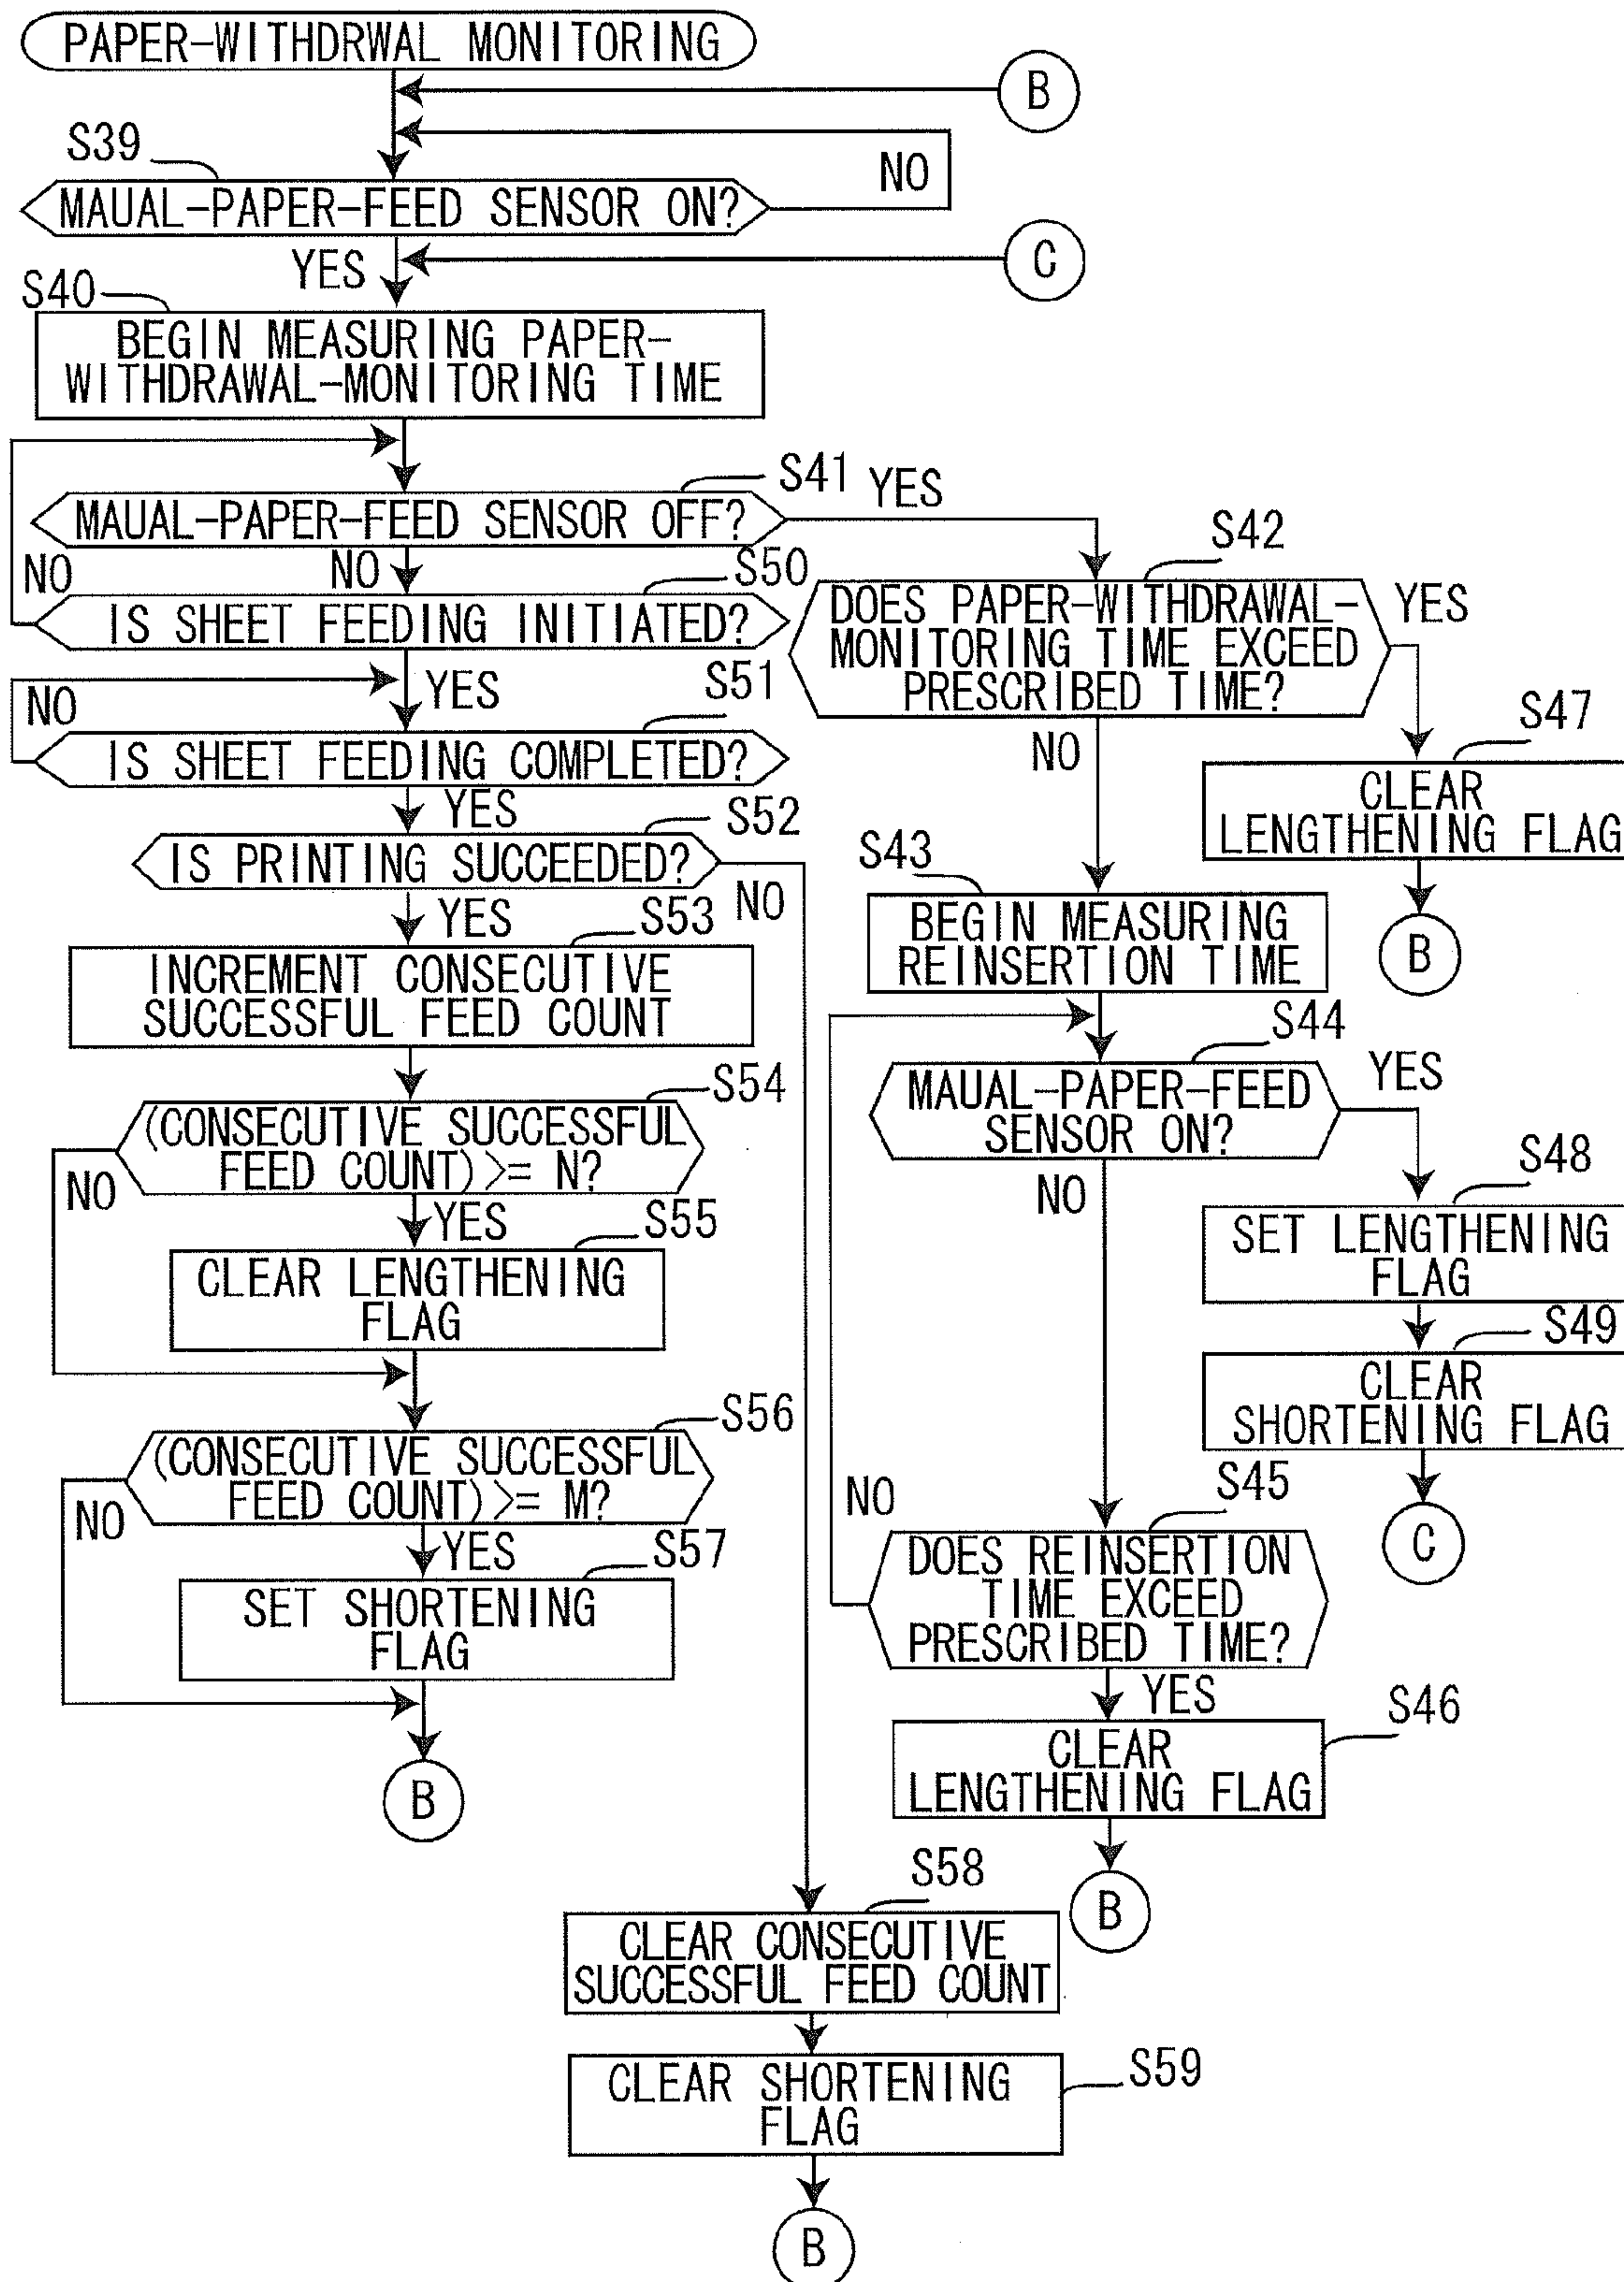 PAPER-WITHDRWAL MONITORING
B
S39
NO
MAUAL-PAPER-FEED SENSOR ON?
YES
C
S40
BEGIN MEASURING PAPER-
WITHDRAWAL-MONITORING TIME
S41
YES
MAUAL-PAPER-FEED SENSOR OFF?
NO
NO
S50
IS SHEET FEEDING INITIATED?
YES
NO
S51
IS SHEET FEEDING COMPLETED?
YES
S52
IS PRINTING SUCCEEDED?
NO
YES
S53
INCREMENT CONSECUTIVE
SUCCESSFUL FEED COUNT
S54
(CONSECUTIVE SUCCESSFUL
FEED COUNT) >= N?
NO
YES
S55
CLEAR LENGTHENING
FLAG
S56
(CONSECUTIVE SUCCESSFUL
FEED COUNT) >= M?
NO
YES
S57
SET SHORTENING
FLAG
B
S42
DOES PAPER-WITHDRAWAL-
MONITORING TIME EXCEED
PRESCRIBED TIME?
YES
NO
S47
CLEAR
LENGTHENING FLAG
B
S43
BEGIN MEASURING
REINSERTION TIME
S44
MAUAL-PAPER-FEED
SENSOR ON?
YES
NO
S48
SET LENGTHENING
FLAG
S49
CLEAR
SHORTENING FLAG
C
S45
NO
DOES REINSERTION
TIME EXCEED
PRESCRIBED TIME?
YES
S46
CLEAR
LENGTHENING FLAG
B
S58
CLEAR CONSECUTIVE
SUCCESSFUL FEED COUNT
S59
CLEAR SHORTENING
FLAG
B